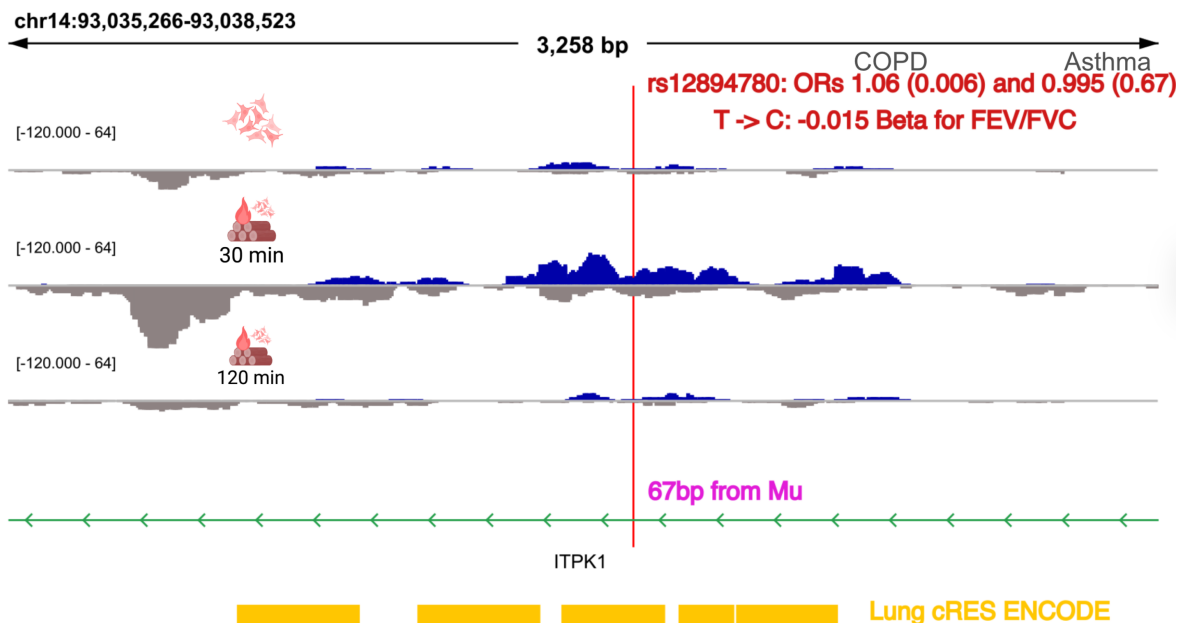 chr14:93,035,266-93,038,523
3,258 bp
COPD Asthma
rs12894780: ORs 1.06 (0.006) and 0.995 (0.67)
T -> C: -0.015 Beta for FEV/FVC
[-120.000 - 64]
[-120.000 - 64]
30 min
[-120.000 - 64]
120 min
67bp from Mu
ITPK1
Lung cRES ENCODE